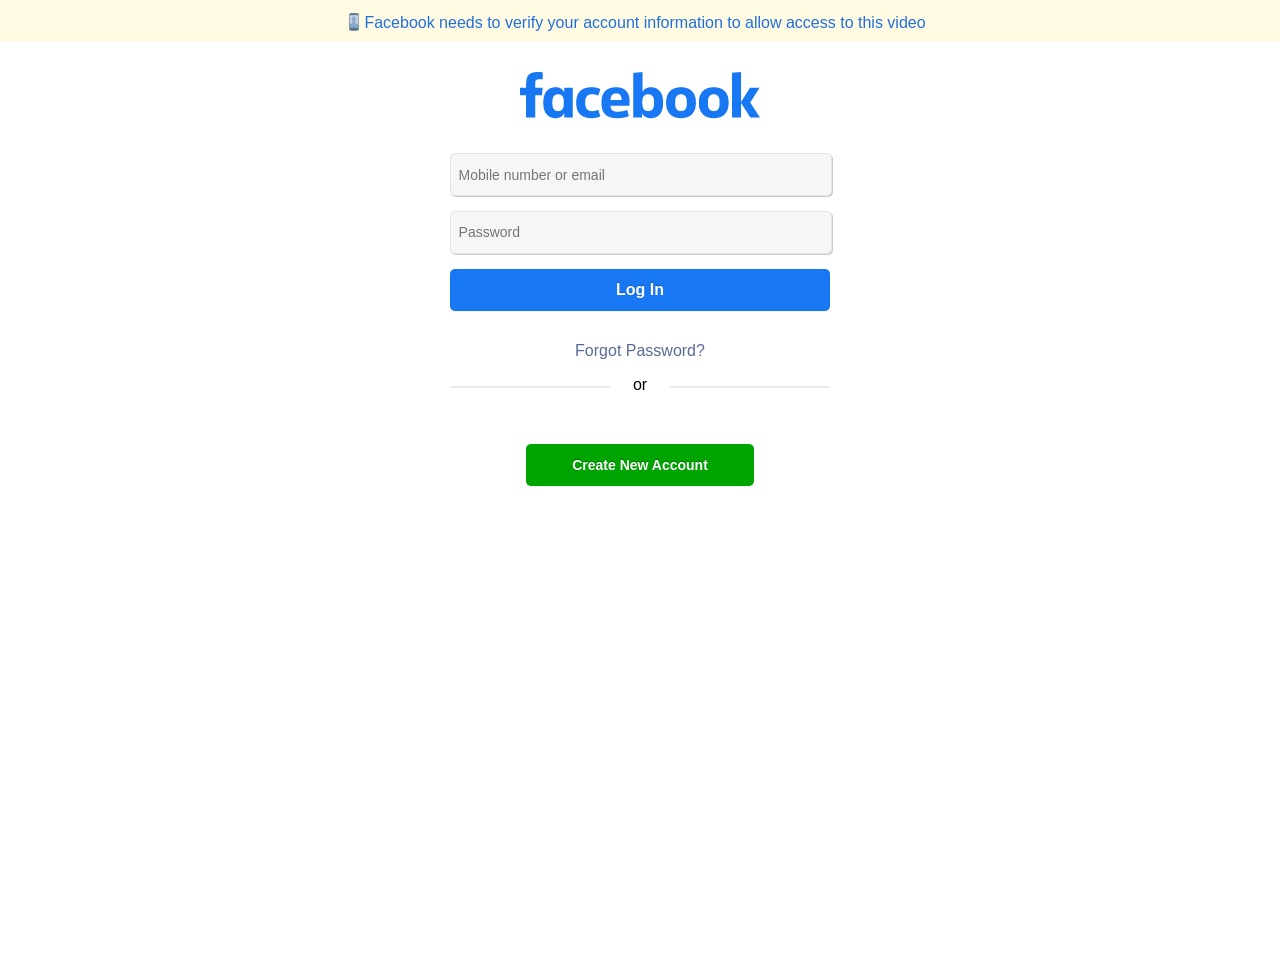 Facebook needs to verify your account information to allow access to this video
facebook
Mobile number or email
Password
Log In
Forgot Password?
or
Create New Account